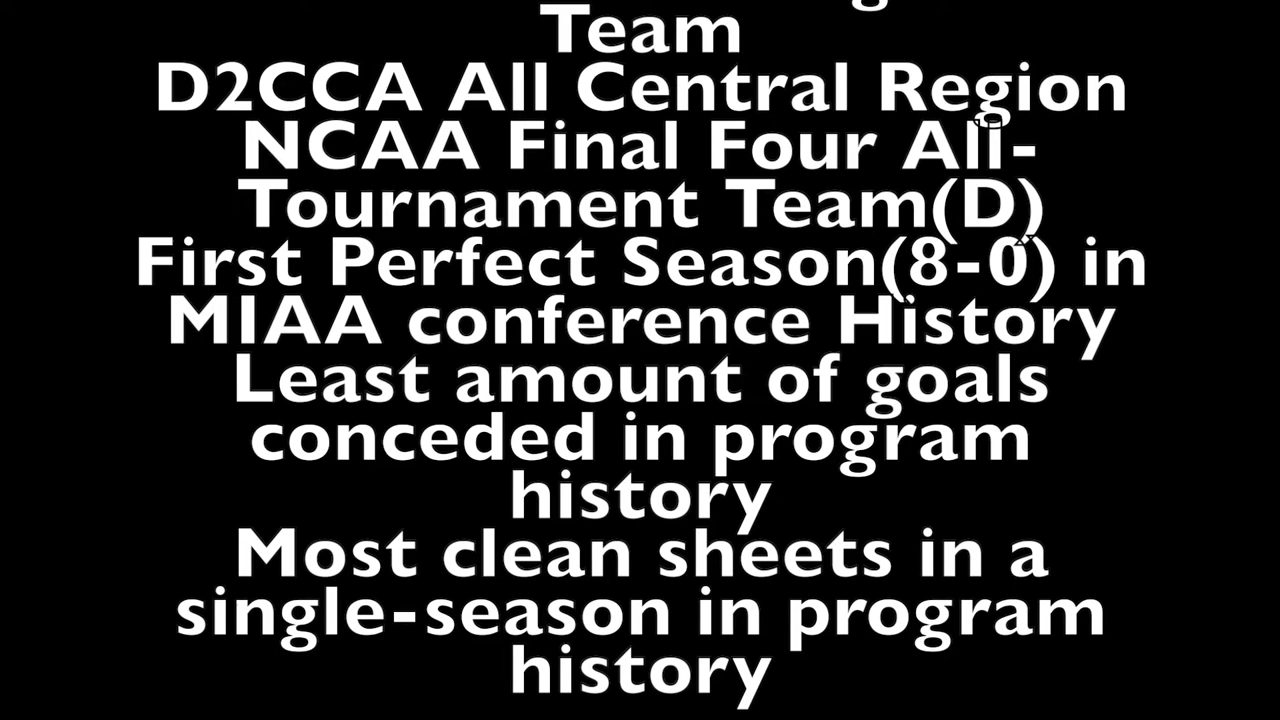 Team
D2CCA All Central Region
NCAA Final Four All-
Tournament Team(D)
First Perfect Season(8-0) in
MIAA conference History
Least amount of goals
conceded in program
history
Most clean sheets in a
single-season in program
history